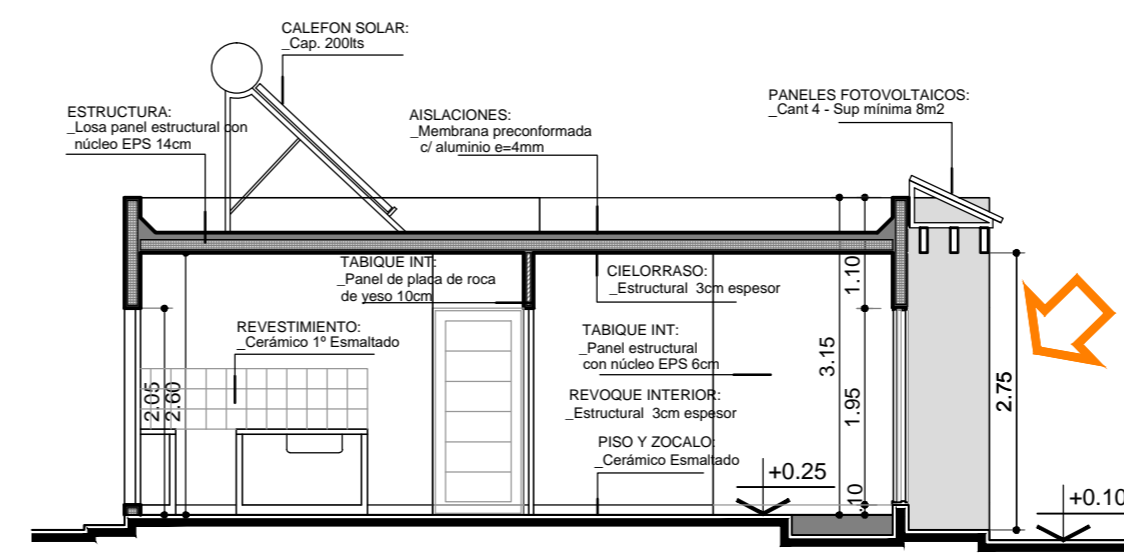 CALEFON SOLAR:
_Cap. 200lts
PANELES FOTOVOLTAICOS:
_Cant 4 - Sup mínima 8m2
ESTRUCTURA:
_Losa panel estructural con
núcleo EPS 14cm
AISLACIONES:
_Membrana preconformada
c/ aluminio e=4mm
TABIQUE INT:
_Panel de placa de roca
de yeso 10cm
CIELORRASO:
_Estructural 3cm espesor
REVESTIMIENTO:
_Cerámico 1º Esmaltado
TABIQUE INT:
_Panel estructural
con núcleo EPS 6cm
REVOQUE INTERIOR:
_Estructural 3cm espesor
PISO Y ZOCALO:
_Cerámico Esmaltado
2.05
2.60
3.15
1.10
1.95
.10
2.75
+0.25
+0.10